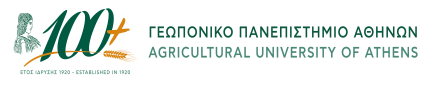 100+
ΕΤΟΣ ΙΔΡΥΣΗΣ 1920 - ESTABLISHED IN 1920
ΓΕΩΠΟΝΙΚΟ ΠΑΝΕΠΙΣΤΗΜΙΟ ΑΘΗΝΩΝ
AGRICULTURAL UNIVERSITY OF ATHENS